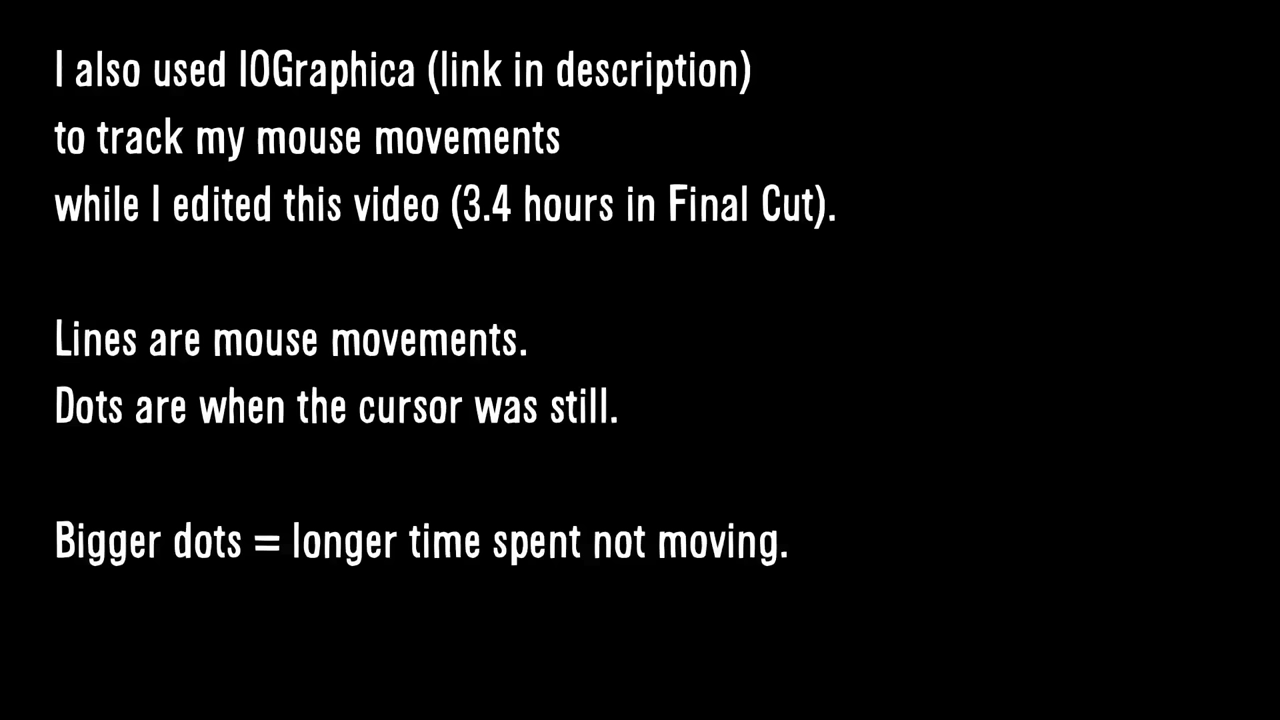 I also used IOGraphica (link in description)
to track my mouse movements
while I edited this video (3.4 hours in Final Cut).
Lines are mouse movements.
Dots are when the cursor was still.
Bigger dots = longer time spent not moving.